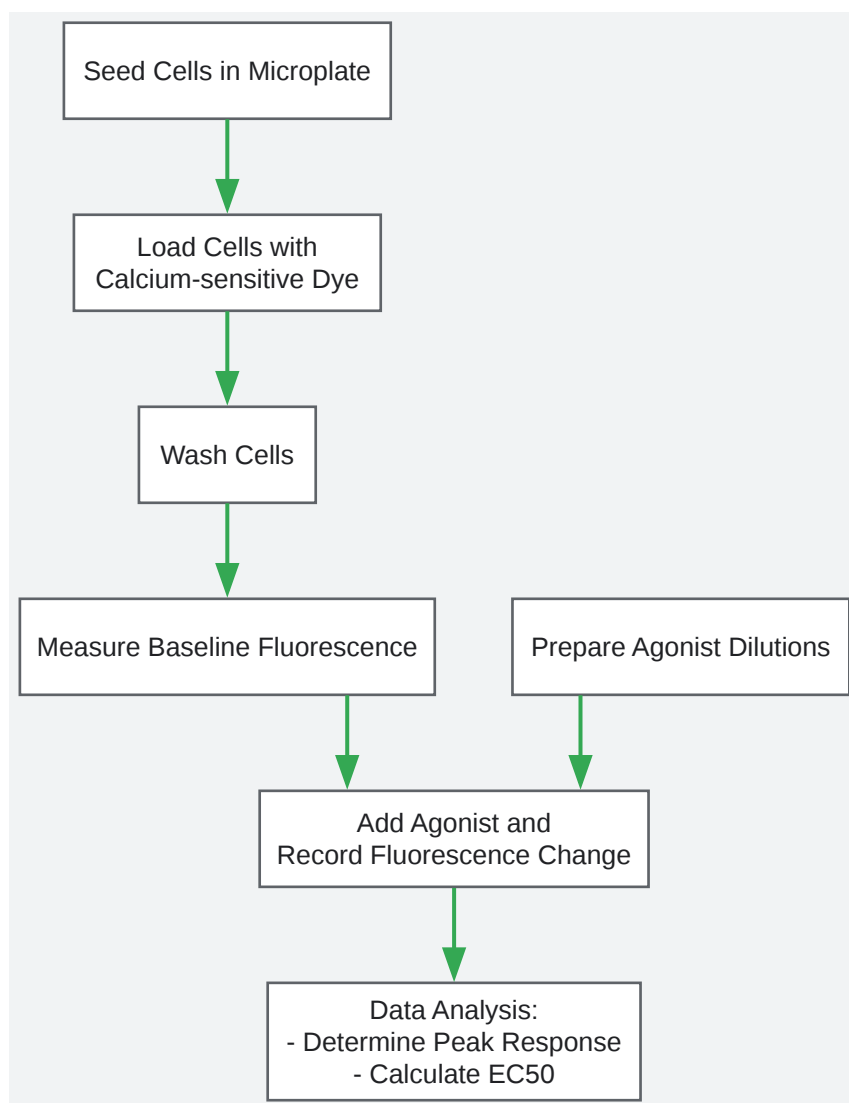 Seed Cells in Microplate
Load Cells with
Calcium-sensitive Dye
Wash Cells
Measure Baseline Fluorescence
Prepare Agonist Dilutions
Add Agonist and
Record Fluorescence Change
Data Analysis:
- Determine Peak Response
- Calculate EC50